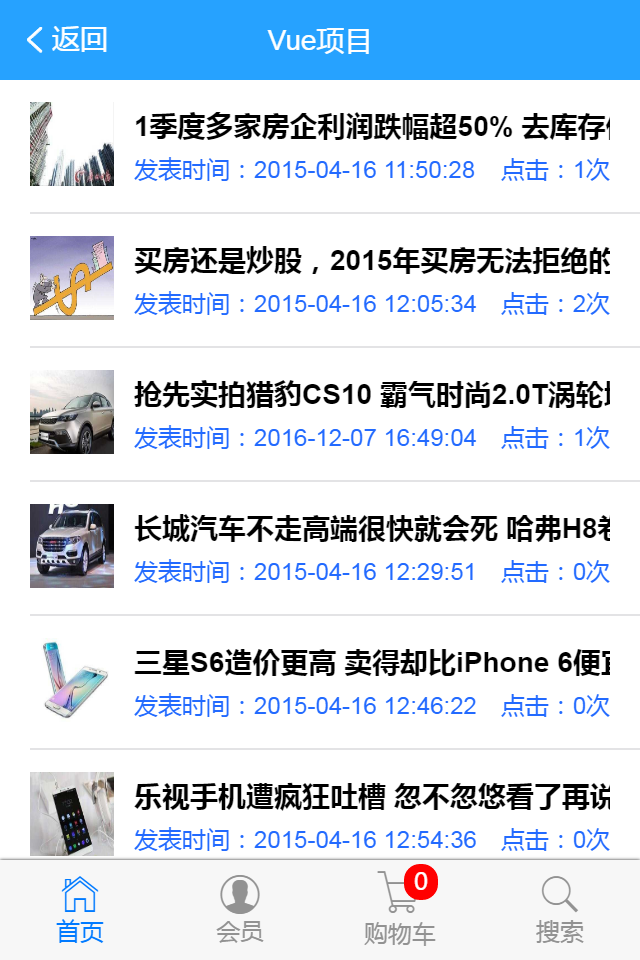 返回
Vue项目
1季度多家房企利润跌幅超50% 去库存
发表时间：2015-04-16 11:50:28 点击：1次
买房还是炒股，2015年买房无法拒绝的
发表时间：2015-04-16 12:05:34 点击：2次
抢先实拍猎豹CS10 霸气时尚2.0T涡轮
发表时间：2016-12-07 16:49:04 点击：1次
长城汽车不走高端很快就会死 哈弗H8
发表时间：2015-04-16 12:29:51 点击：0次
三星S6造价更高 卖得却比iPhone 6便宜
发表时间：2015-04-16 12:46:22 点击：0次
乐视手机遭疯狂吐槽 忽不忽悠看了再说
发表时间：2015-04-16 12:54:36 点击：0次
0
首页
会员
购物车
搜索